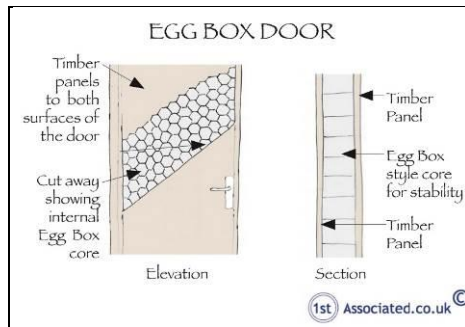 EGG BOX DOOR
Timber
panels
to both
surfaces of
the door
Cut away
showing
internal
Egg Box
core
Elevation
Timber
Panel
Egg Box
style core
for stability
Timber
Panel
Section
1st Associated.co.uk ©